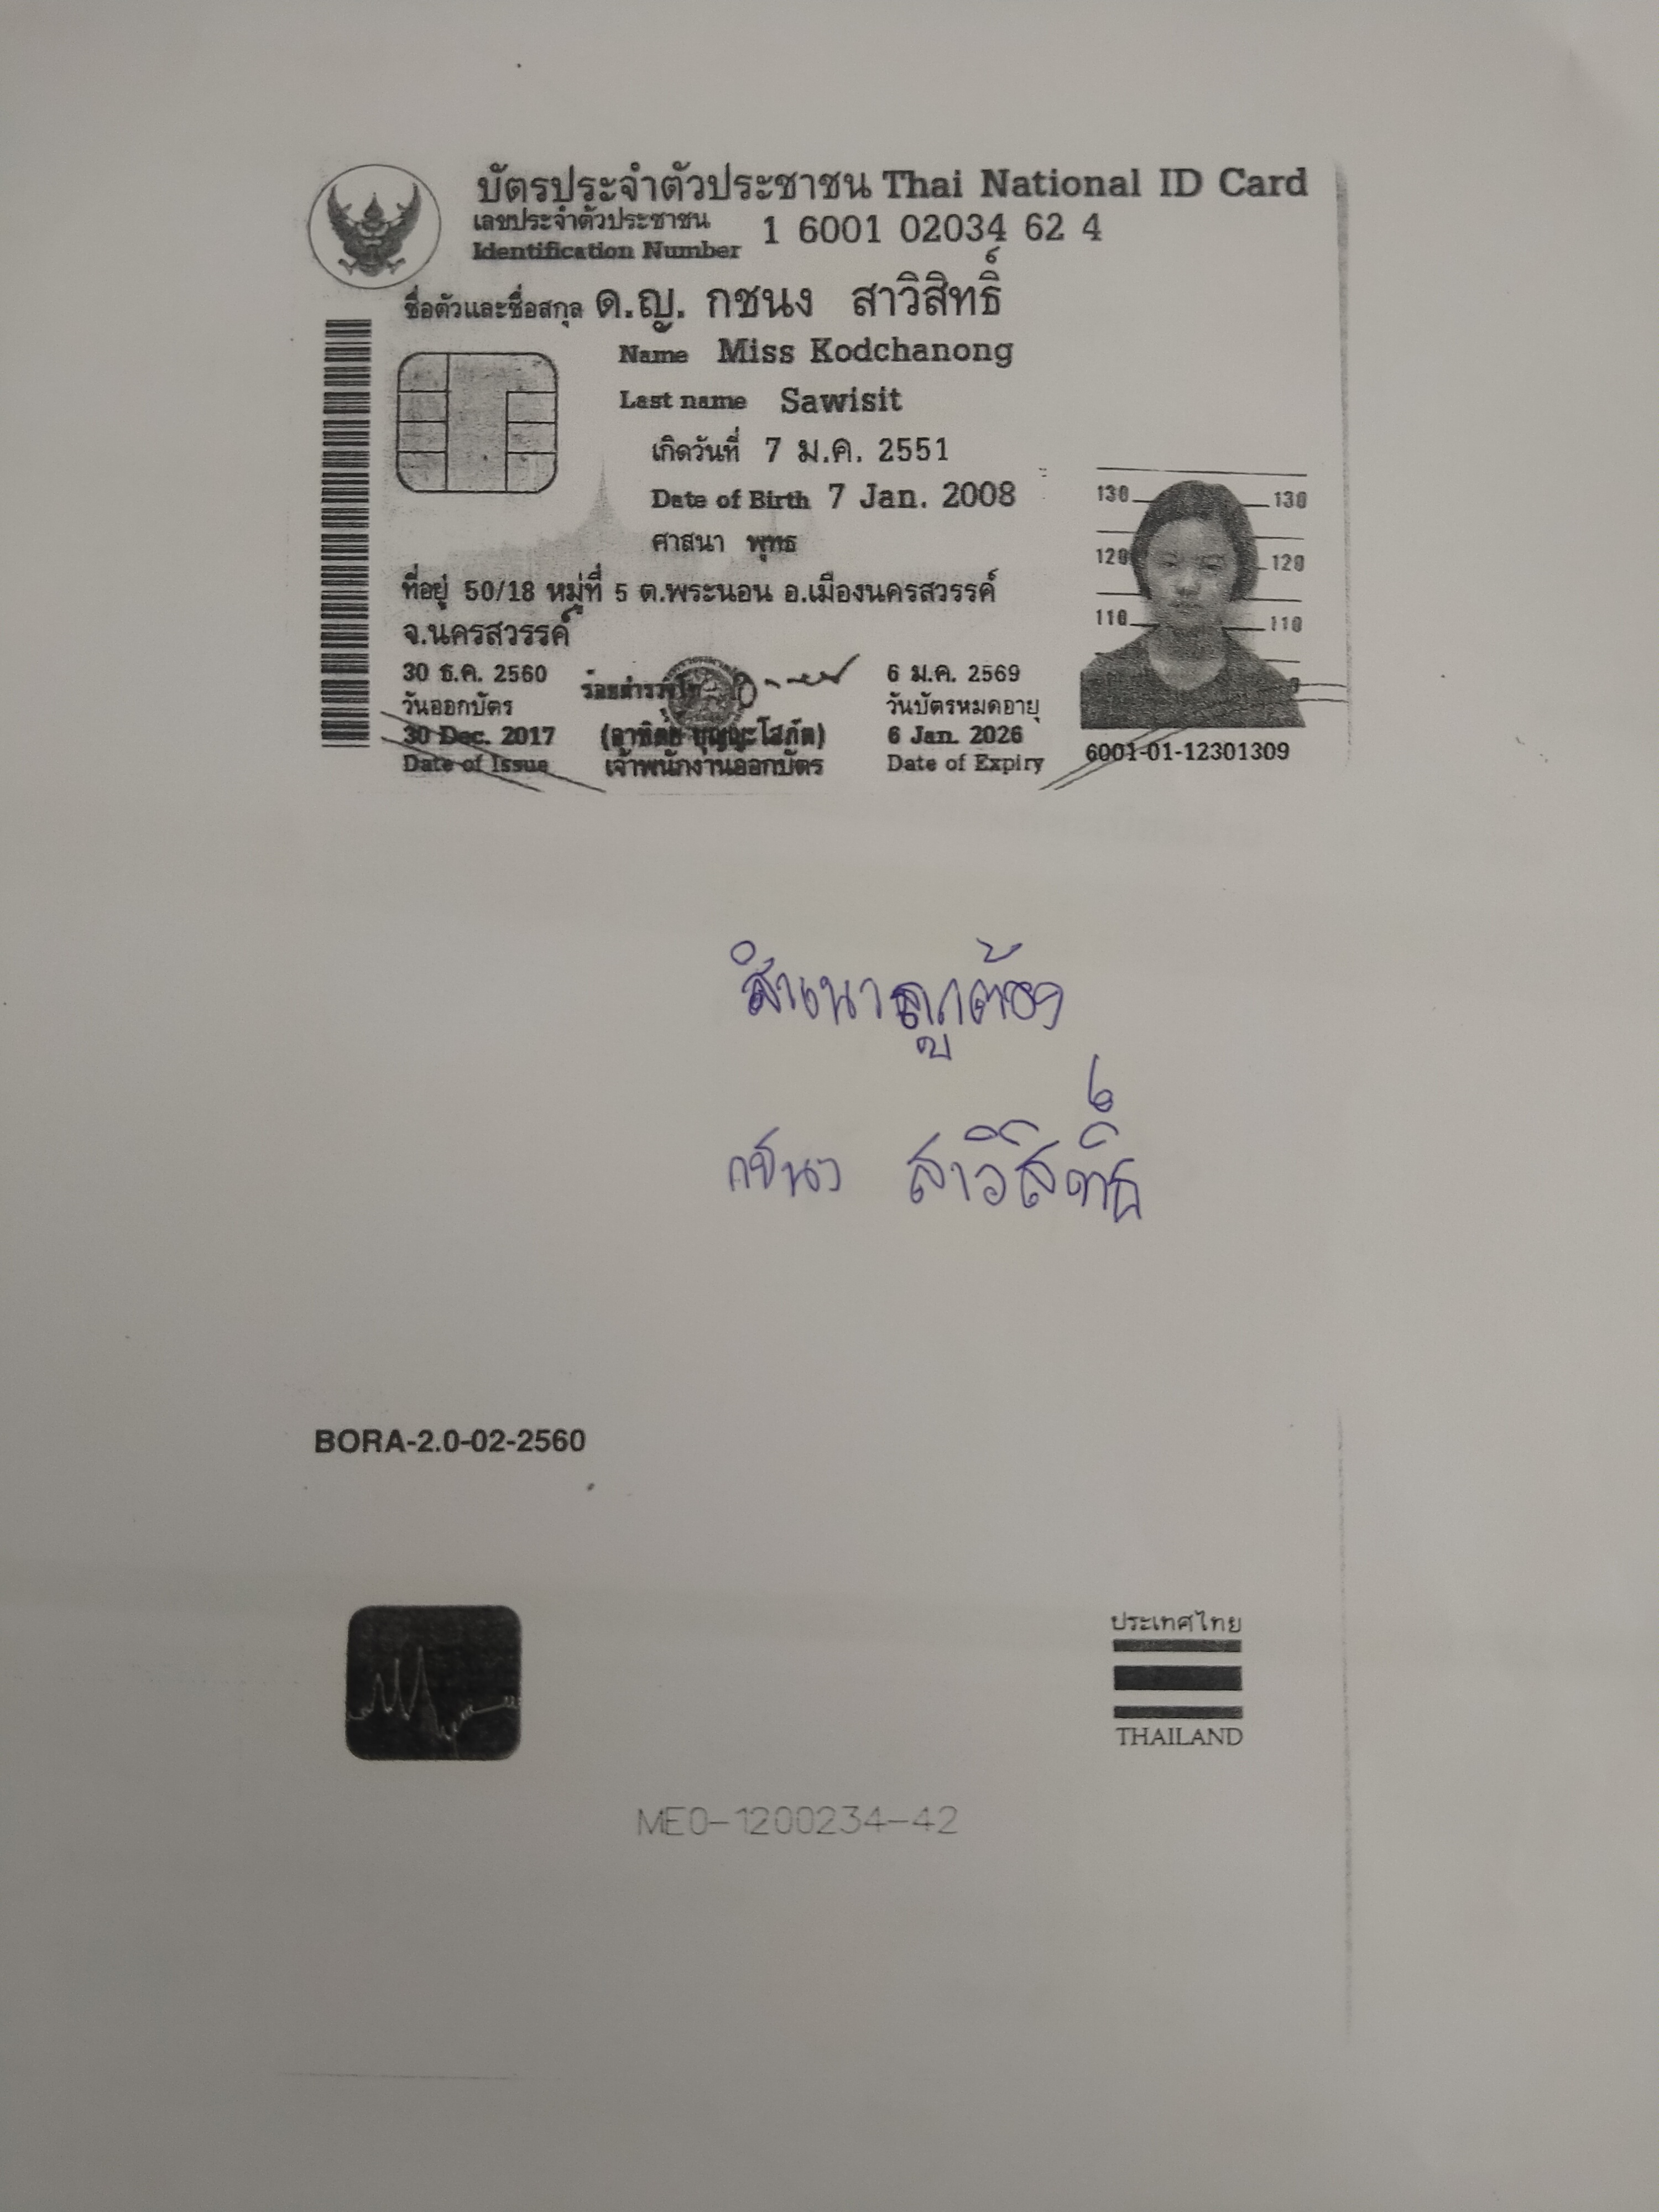 บัตรประจำตัวประชาชน Thai National ID Card
เลขประจำตัวประชาชน
Identification Number 1 6001 02034 62 4
ชื่อตัวและชื่อสกุล ด.ญ. กชนง สาวิสิทธิ์
Name Miss Kodchanong
Last name Sawisit
เกิดวันที่ 7 ม.ค. 2551
Date of Birth 7 Jan. 2008
ศาสนา พุทธ
ที่อยู่ 50/18 หมู่ที่ 5 ต.พระนอน อ.เมืองนครสวรรค์
จ.นครสวรรค์
30 ธ.ค. 2560
วันออกบัตร
30 Dec. 2017
Date of Issue
ร้อยตำรวจโท
เจ้าพนักงานออกบัตร
6 ม.ค. 2569
วันบัตรหมดอายุ
6 Jan. 2026
Date of Expiry
130 130
120 120
110 110
6001-01-12301309
สำเนาถูกต้อง
กชนง สาวิสิทธิ์
BORA-2.0-02-2560
ประเทศไทย
THAILAND
ME0-1200234-42